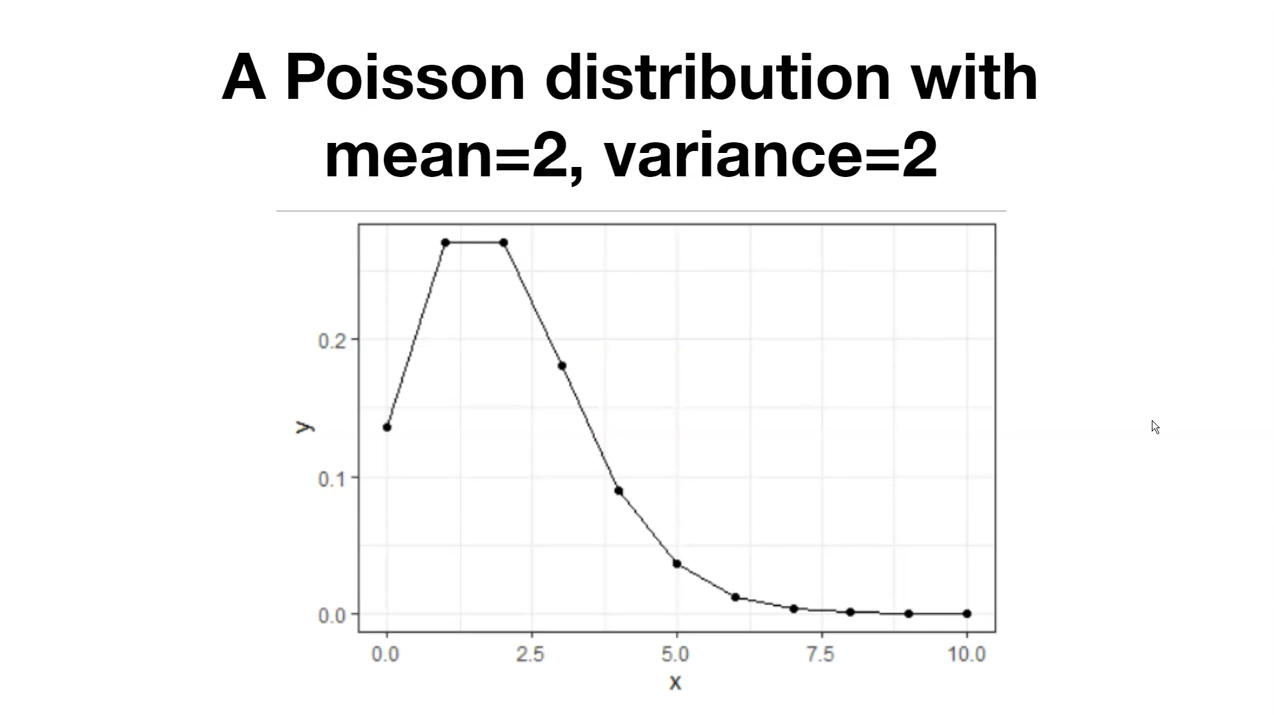 A Poisson distribution with
mean=2, variance=2
0.2
y
0.1
0.0
0.0 2.5 5.0 7.5 10.0
x